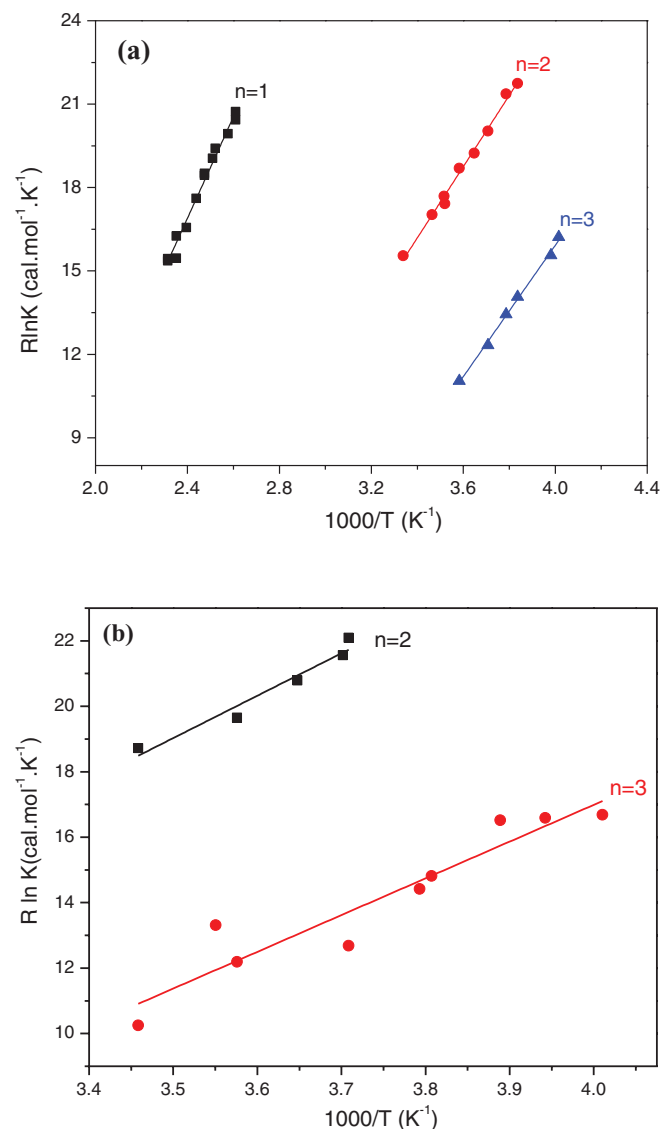 (a)
24
21
18
15
12
9
RlnK (cal.mol⁻¹.K⁻¹)
n=1
n=2
n=3
2.0 2.4 2.8 3.2 3.6 4.0 4.4
1000/T (K⁻¹)
(b)
22
20
18
16
14
12
10
R ln K(cal.mol⁻¹.K⁻¹)
n=2
n=3
3.4 3.5 3.6 3.7 3.8 3.9 4.0
1000/T (K⁻¹)